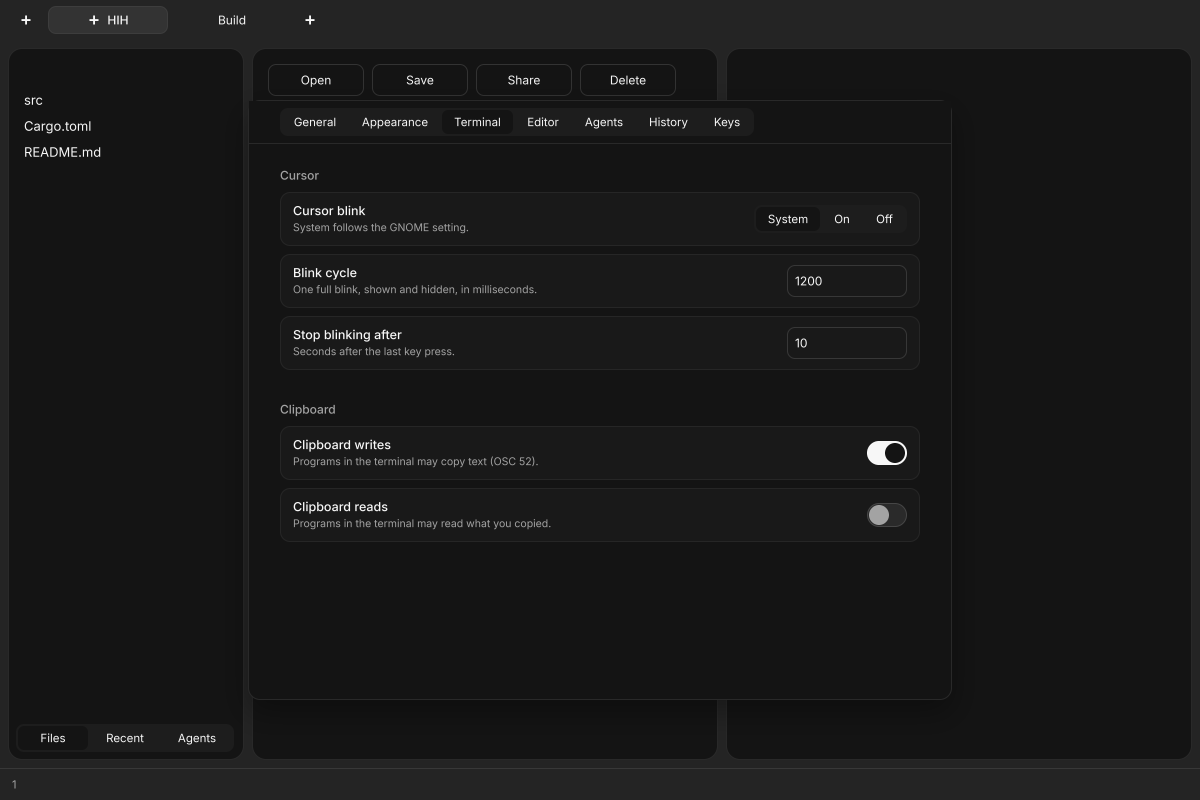 + + HIH Build +
Open Save Share Delete
src
Cargo.toml
README.md
General Appearance Terminal Editor Agents History Keys
Cursor
Cursor blink
System follows the GNOME setting.
System On Off
Blink cycle
One full blink, shown and hidden, in milliseconds.
1200
Stop blinking after
Seconds after the last key press.
10
Clipboard
Clipboard writes
Programs in the terminal may copy text (OSC 52).
Clipboard reads
Programs in the terminal may read what you copied.
Files Recent Agents
1